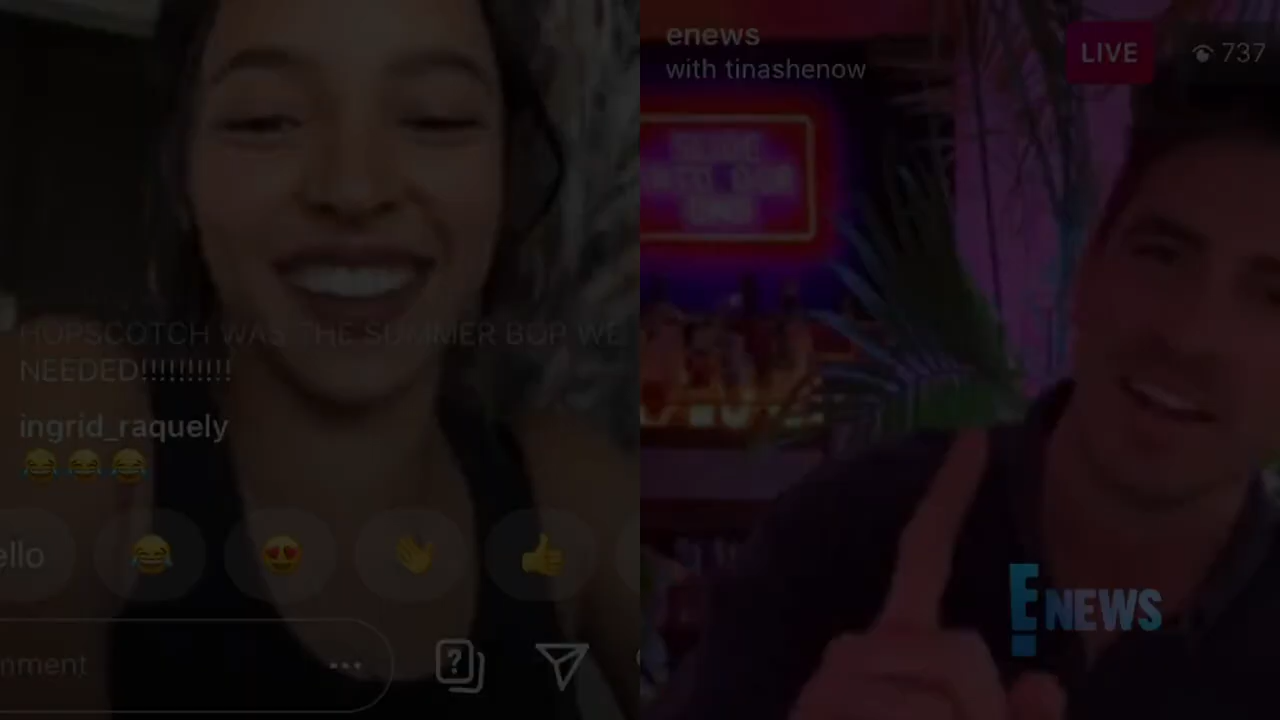 HOPSCOTCH WAS THE SUMMER BOP WE
NEEDED!!!!!!!!!!
ingrid_raquely
😂😂😂
ello
mment
enews
with tinashenow
LIVE
737
E! NEWS